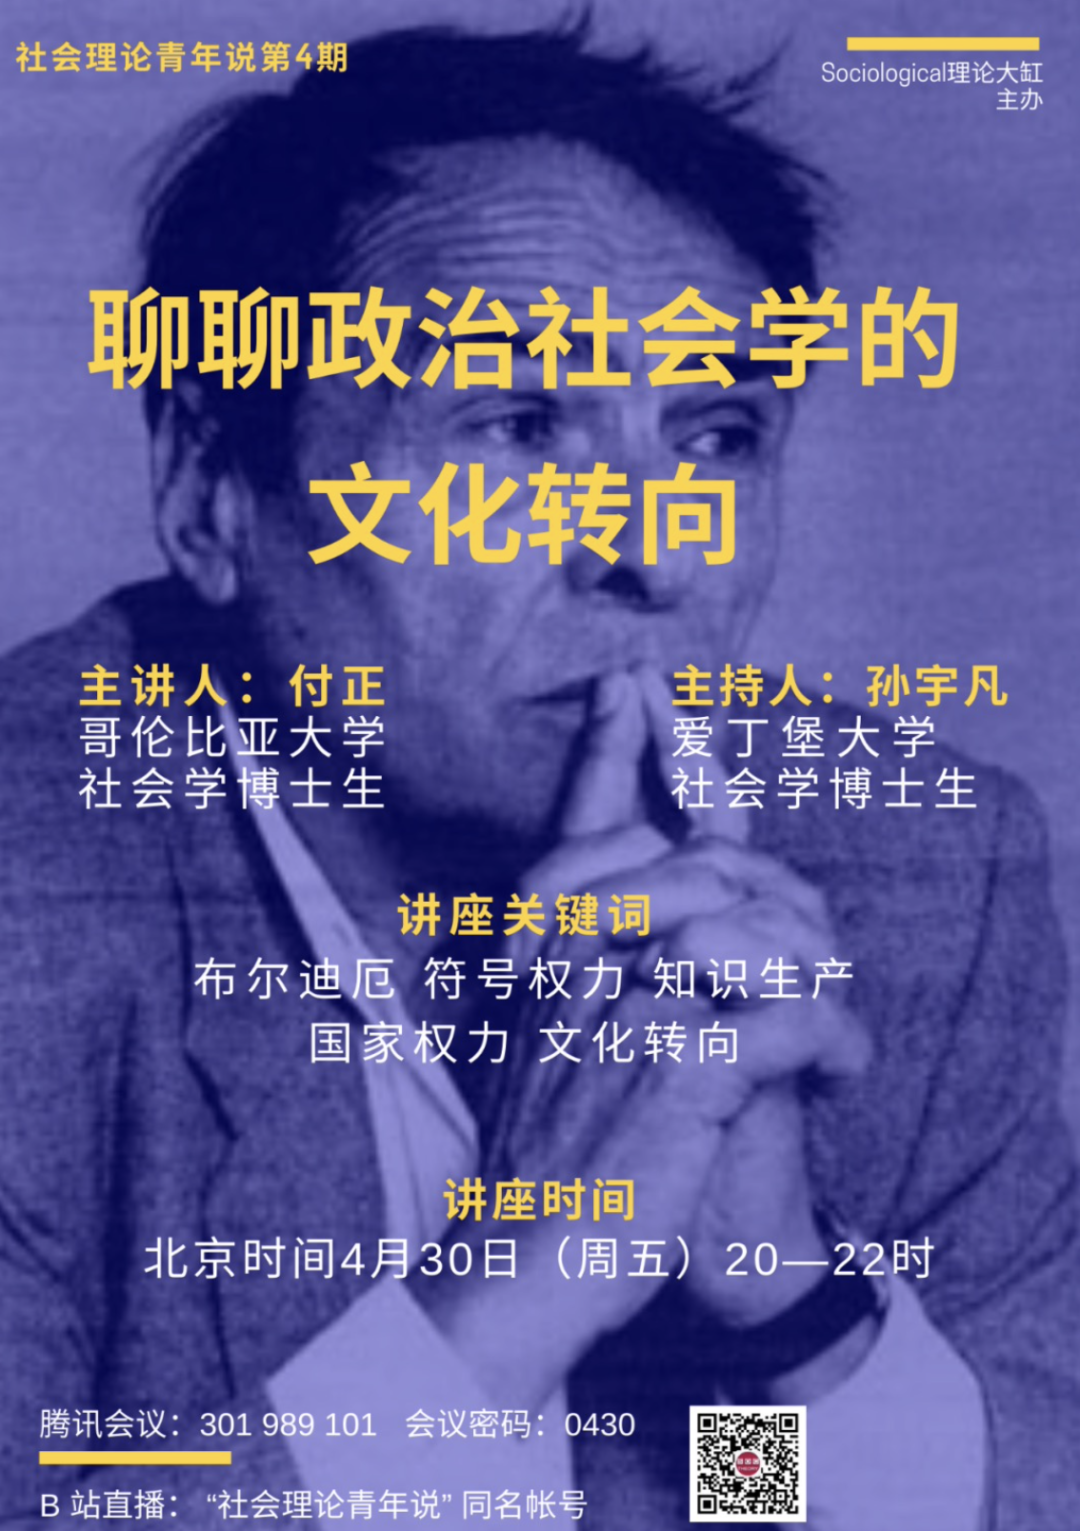 社会理论青年说第4期
Sociological理论大缸
主办
聊聊政治社会学的
文化转向
主讲人：付正
哥伦比亚大学
社会学博士生
主持人：孙宇凡
爱丁堡大学
社会学博士生
讲座关键词
布尔迪厄 符号权力 知识生产
国家权力 文化转向
讲座时间
北京时间4月30日（周五）20—22时
腾讯会议：301 989 101 会议密码：0430
B 站直播： “社会理论青年说” 同名帐号